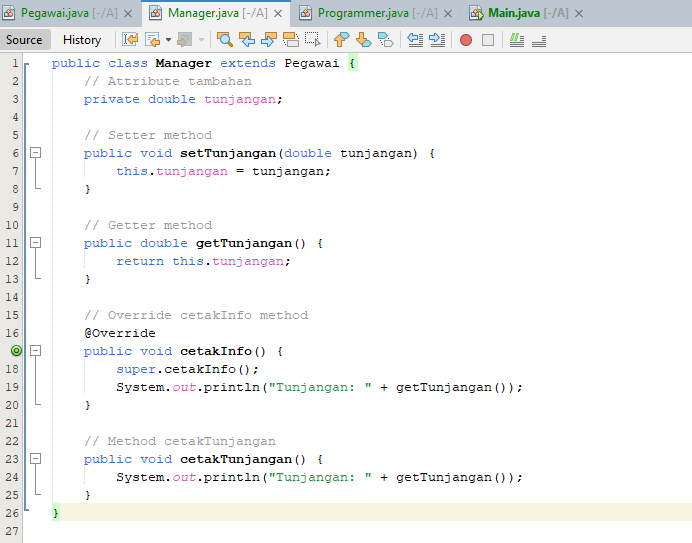 Pegawai.java [-/A] Manager.java [-/A] Programmer.java [-/A] Main.java [-/A]
Source History
1 public class Manager extends Pegawai {
2     // Attribute tambahan
3     private double tunjangan;
4
5     // Setter method
6     public void setTunjangan(double tunjangan) {
7         this.tunjangan = tunjangan;
8     }
9
10     // Getter method
11     public double getTunjangan() {
12         return this.tunjangan;
13     }
14
15     // Override cetakInfo method
16     @Override
    public void cetakInfo() {
18         super.cetakInfo();
19         System.out.println("Tunjangan: " + getTunjangan());
20     }
21
22     // Method cetakTunjangan
23     public void cetakTunjangan() {
24         System.out.println("Tunjangan: " + getTunjangan());
25     }
26 }
27